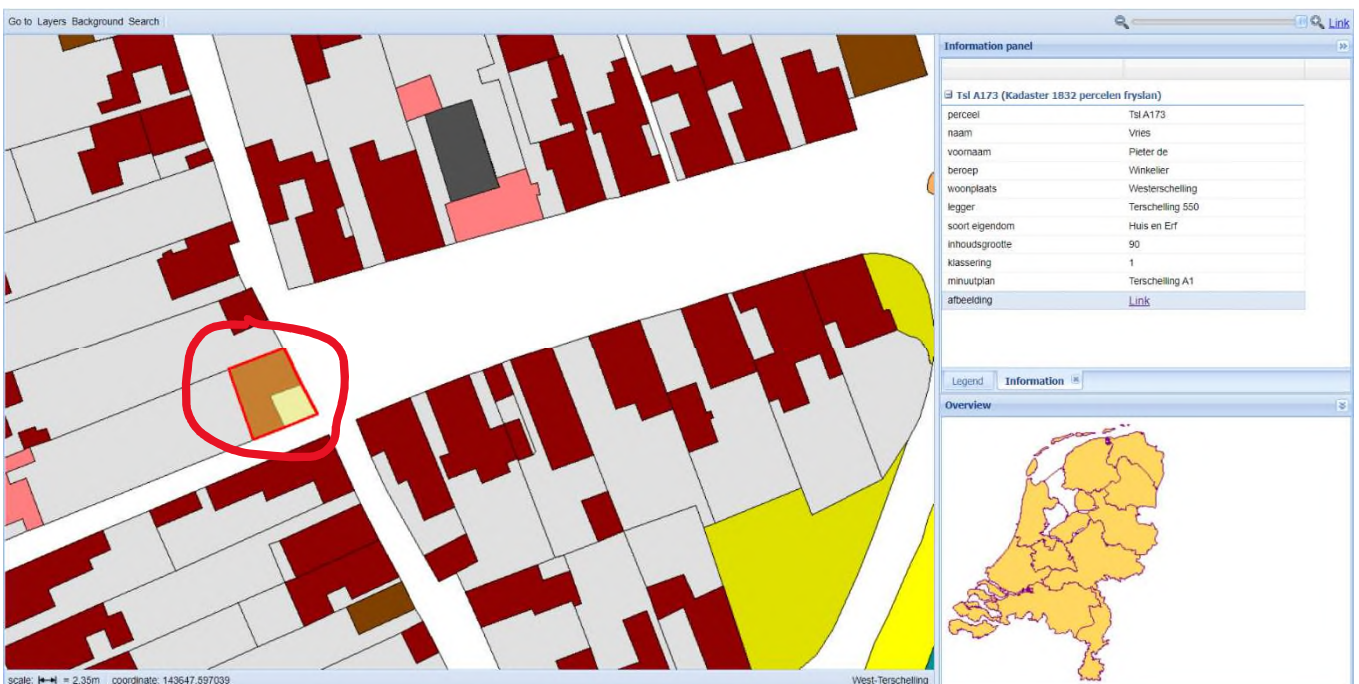 Go to Layers Background Search
Link
Information panel
Tsl A173 (Kadaster 1832 percelen fryslan)
perceel Tsl A173
naam Vries
voornaam Pieter de
beroep Winkelier
woonplaats Westerschelling
legger Terschelling 550
soort eigendom Huis en Erf
inhoudsgrootte 90
klassering 1
minuutplan Terschelling A1
afbeelding Link
Legend Information
Overview
scale: = 2.35m coordinate: 143647.597039
West-Terschelling